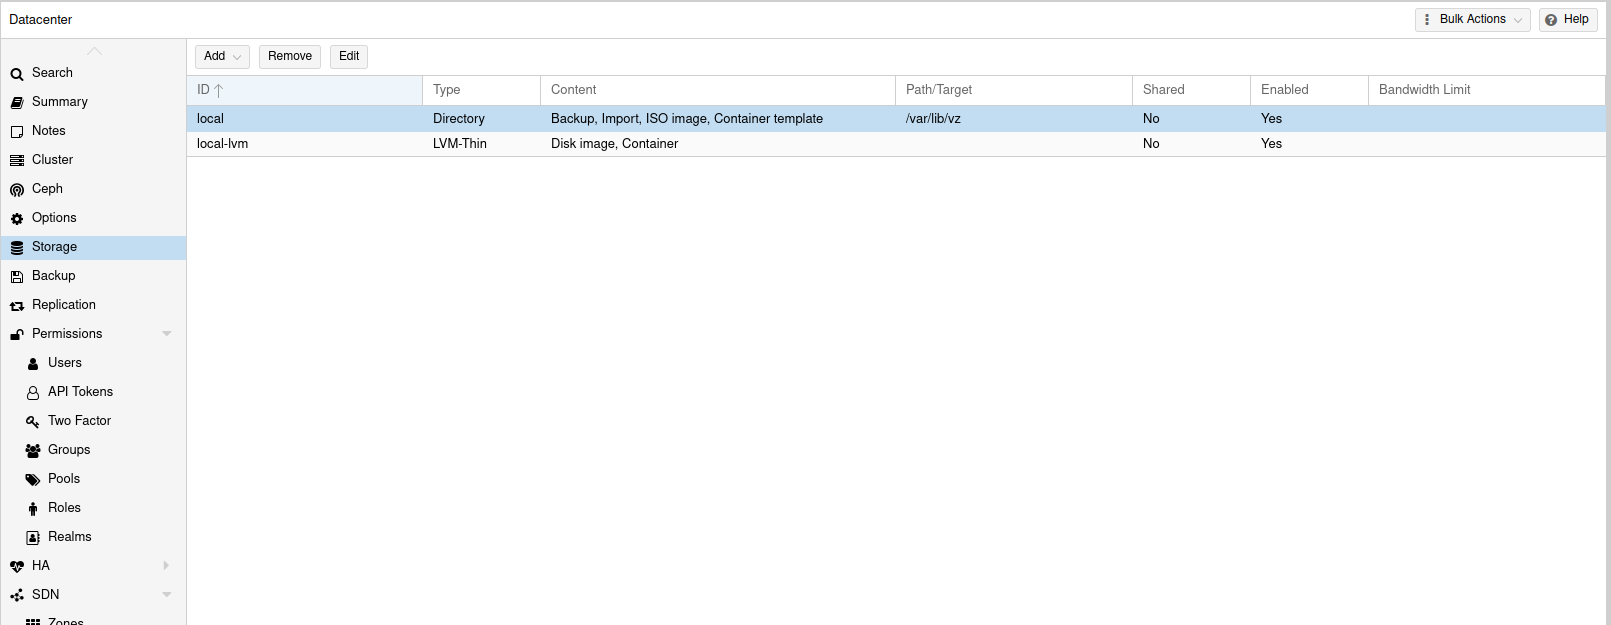 Datacenter
Bulk Actions
Help
Search
Summary
Notes
Cluster
Ceph
Options
Storage
Backup
Replication
Permissions
Users
API Tokens
Two Factor
Groups
Pools
Roles
Realms
HA
SDN
Zones
Add Remove Edit
ID Type Content Path/Target Shared Enabled Bandwidth Limit
local Directory Backup, Import, ISO image, Container template /var/lib/vz No Yes
local-lvm LVM-Thin Disk image, Container No Yes